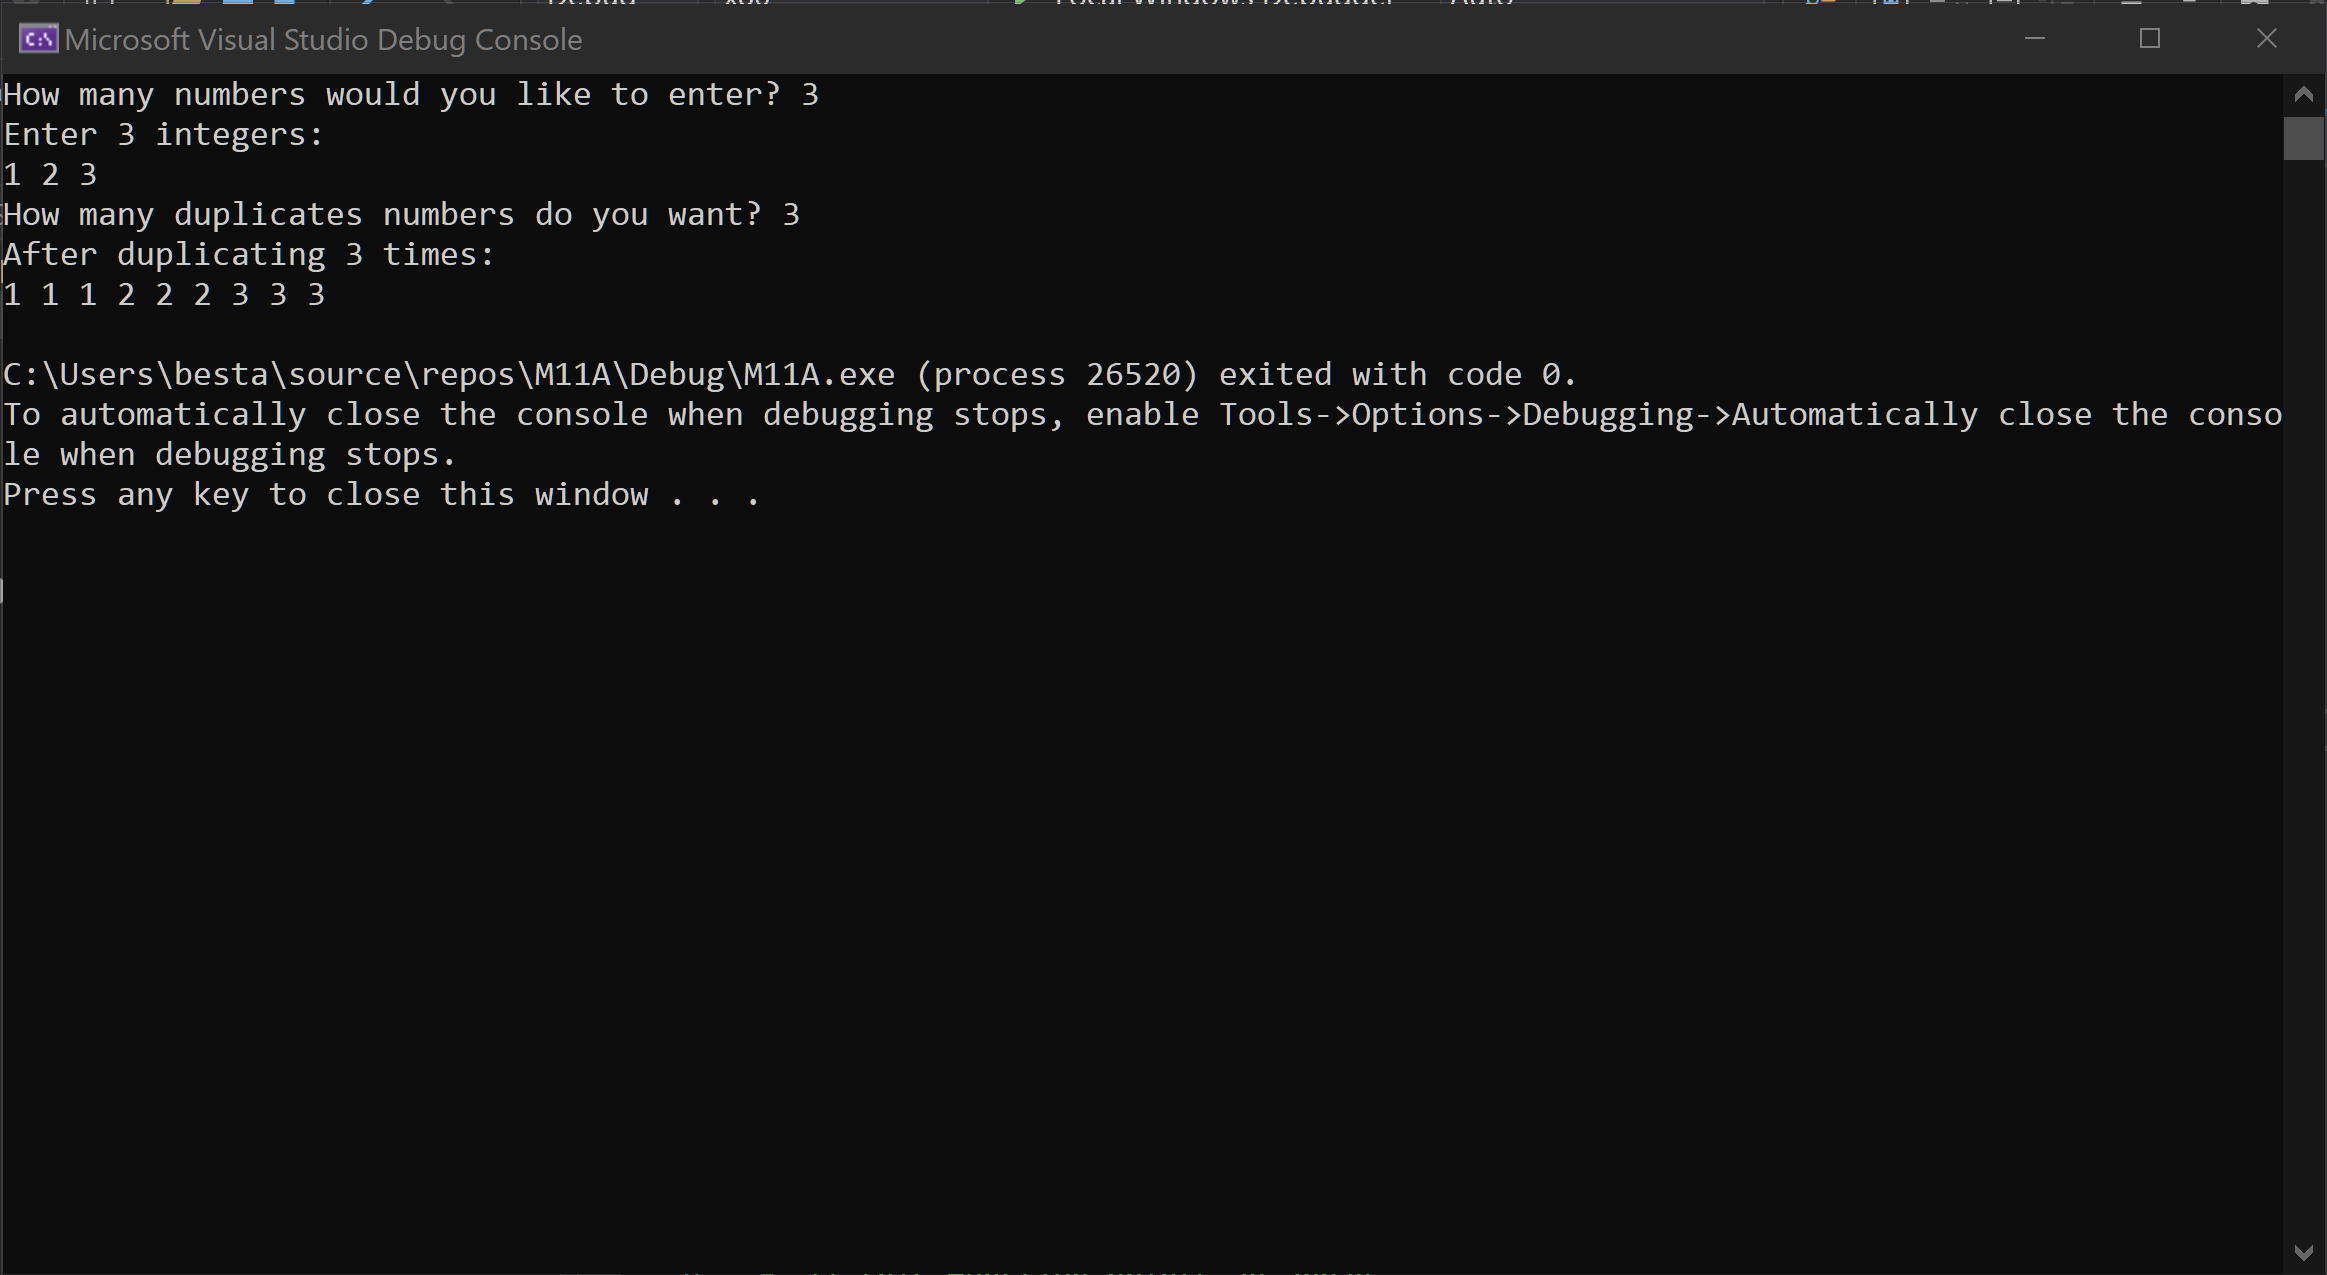 Microsoft Visual Studio Debug Console
How many numbers would you like to enter? 3
Enter 3 integers:
1 2 3
How many duplicates numbers do you want? 3
After duplicating 3 times:
1 1 1 2 2 2 3 3 3
C:\Users\besta\source\repos\M11A\Debug\M11A.exe (process 26520) exited with code 0.
To automatically close the console when debugging stops, enable Tools->Options->Debugging->Automatically close the conso
le when debugging stops.
Press any key to close this window . . .